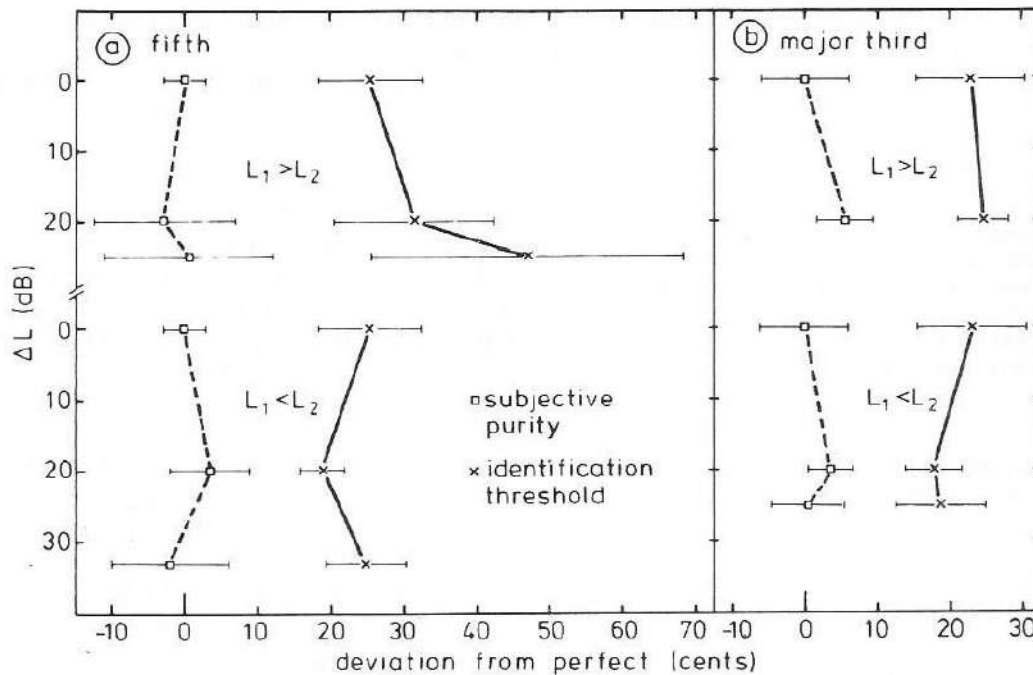 a fifth
b major third
0
10
20
0
10
20
30
ΔL (dB)
L₁>L₂
L₁>L₂
L₁<L₂
L₁<L₂
subjective
purity
identification
threshold
-10 0 10 20 30 40 50 60 70
-10 0 10 20 30
deviation from perfect (cents)